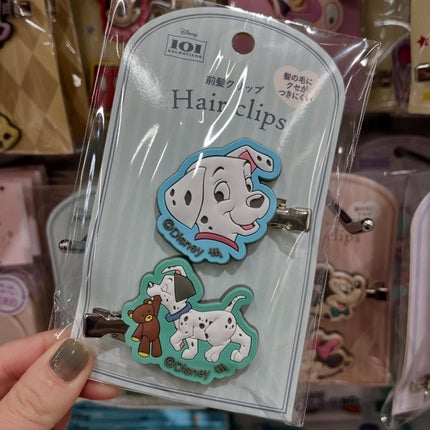 Disney
101
DALMATIANS
前髪クリップ
Hair clips
髪の毛に
クセが
つきにくい
©Disney
©Disney